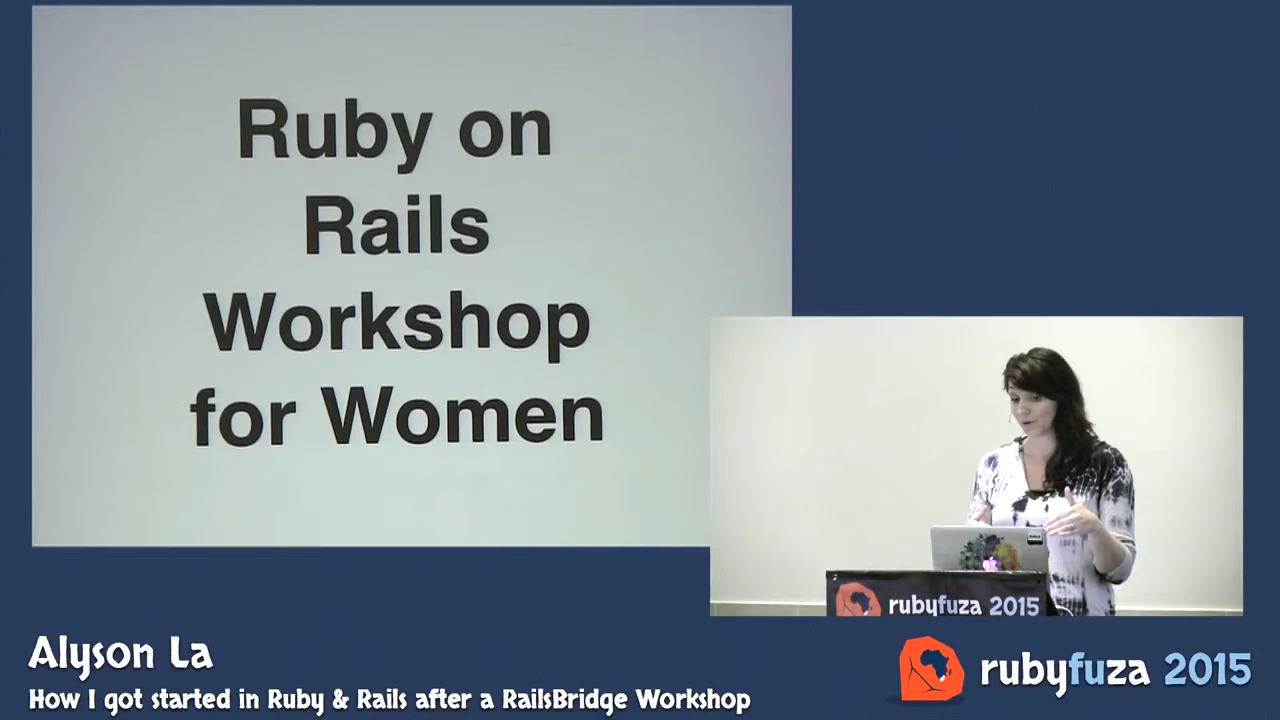 Ruby on
Rails
Workshop
for Women
rubyfuza 2015
Alyson La
How I got started in Ruby & Rails after a RailsBridge Workshop
rubyfuza 2015